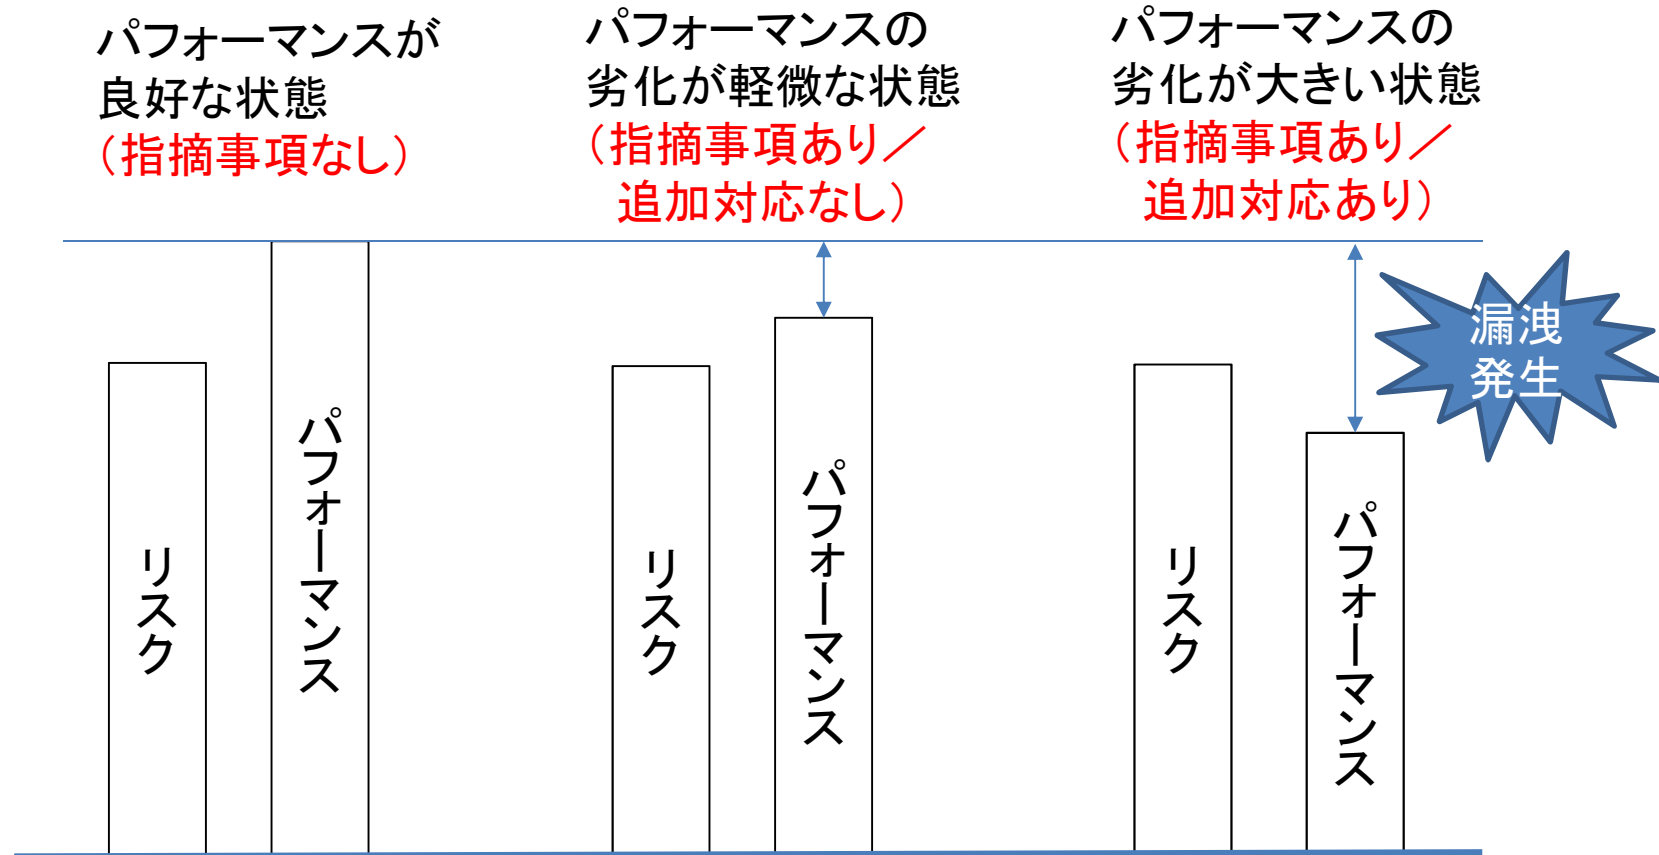 パフォーマンスが
良好な状態
（指摘事項なし）
パフォーマンスの
劣化が軽微な状態
（指摘事項あり／
追加対応なし）
パフォーマンスの
劣化が大きい状態
（指摘事項あり／
追加対応あり）
漏洩
発生
リスク
パフォーマンス
リスク
パフォーマンス
リスク
パフォーマンス